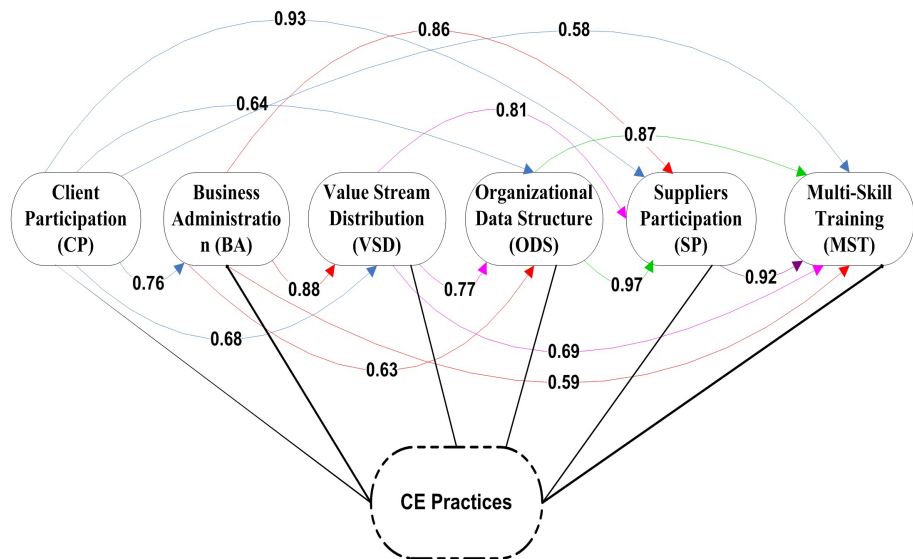 0.93
0.86
0.58
0.64
0.81
0.87
Client
Participation
(CP)
Business
Administratio
n (BA)
Value Stream
Distribution
(VSD)
Organizational
Data Structure
(ODS)
Suppliers
Participation
(SP)
Multi-Skill
Training
(MST)
0.76
0.88
0.77
0.97
0.92
0.68
0.63
0.69
0.59
CE Practices